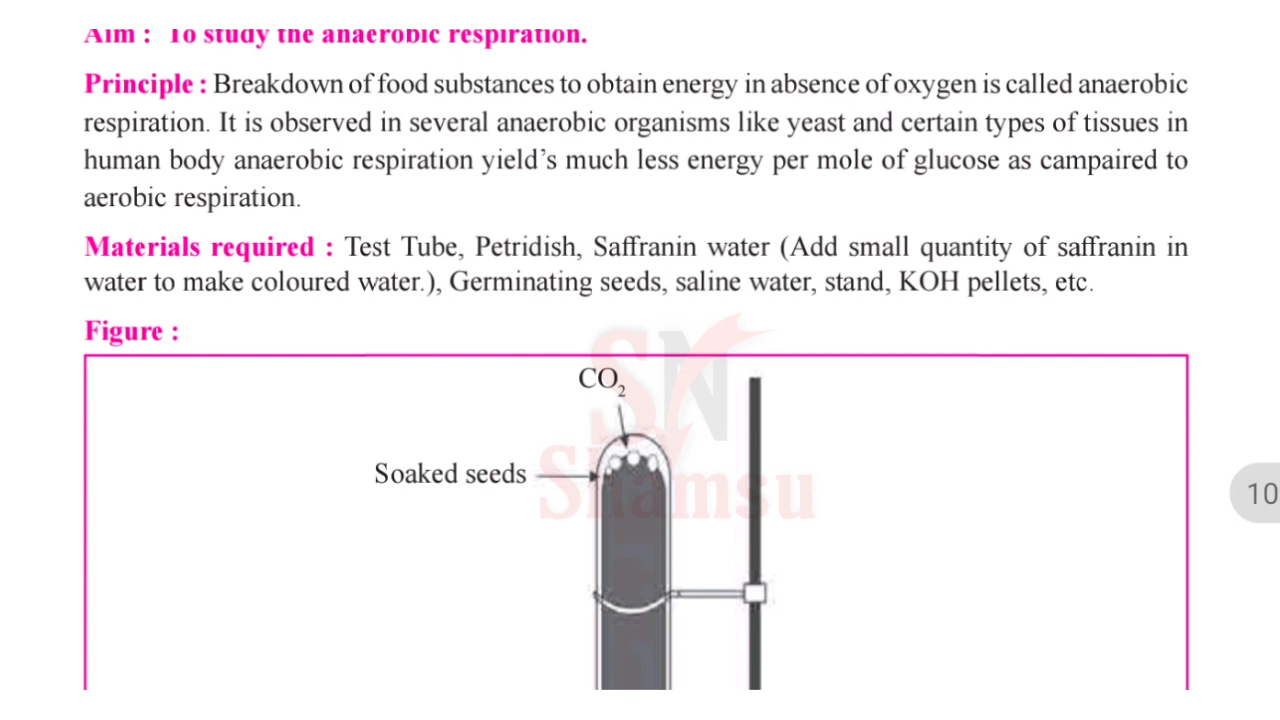 Aim : To study the anaerobic respiration.
Principle : Breakdown of food substances to obtain energy in absence of oxygen is called anaerobic
respiration. It is observed in several anaerobic organisms like yeast and certain types of tissues in
human body anaerobic respiration yield's much less energy per mole of glucose as campaired to
aerobic respiration.
Materials required : Test Tube, Petridish, Saffranin water (Add small quantity of saffranin in
water to make coloured water.), Germinating seeds, saline water, stand, KOH pellets, etc.
Figure :
SN
CO₂
Soaked seeds
Shamsu
10